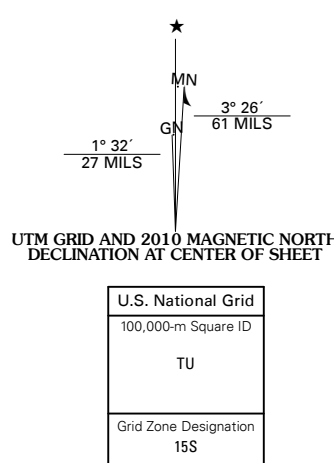 ★
MN
3° 26´
61 MILS
GN
1° 32´
27 MILS
UTM GRID AND 2010 MAGNETIC NORTH
DECLINATION AT CENTER OF SHEET
U.S. National Grid
100,000-m Square ID
TU
Grid Zone Designation
15S